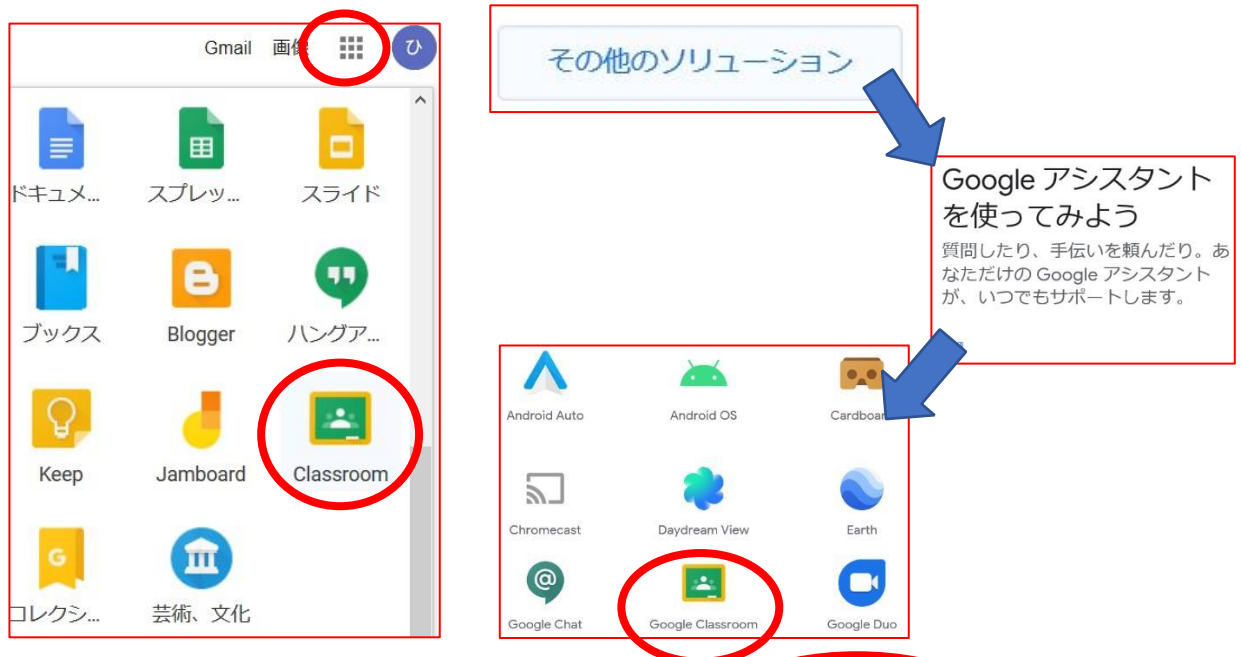 Gmail 画像 ひ
ドキュメ... スプレッ... スライド
ブックス Blogger ハングア...
Keep Jamboard Classroom
G
コレクシ... 芸術、文化
その他のソリューション
Google アシスタント
を使ってみよう
質問したり、手伝いを頼んだり。あ
なただけの Google アシスタント
が、いつでもサポートします。
Android Auto Android OS Cardboard
Chromecast Daydream View Earth
Google Chat Google Classroom Google Duo